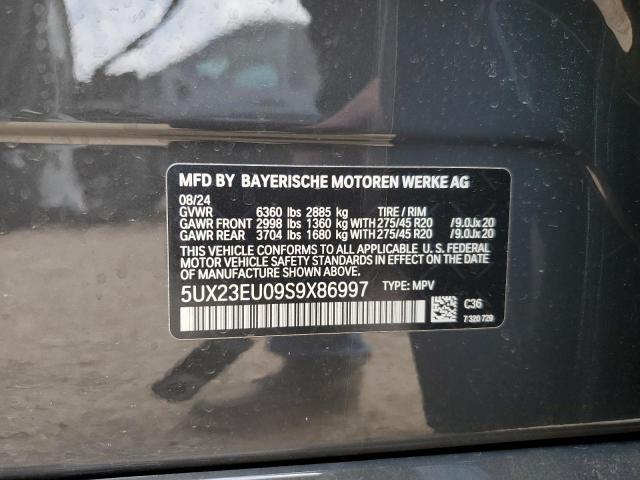 MFD BY BAYERISCHE MOTOREN WERKE AG
08/24
GVWR 6360 lbs 2885 kg TIRE / RIM
GAWR FRONT 2998 lbs 1360 kg WITH 275/45 R20 /9.0Jx20
GAWR REAR 3704 lbs 1680 kg WITH 275/45 R20 /9.0Jx20
THIS VEHICLE CONFORMS TO ALL APPLICABLE U. S. FEDERAL
MOTOR VEHICLE SAFETY STANDARDS IN EFFECT ON THE
DATE OF MANUFACTURE SHOWN ABOVE.
5UX23EU09S9X86997 TYPE: MPV
C36
7 320 729